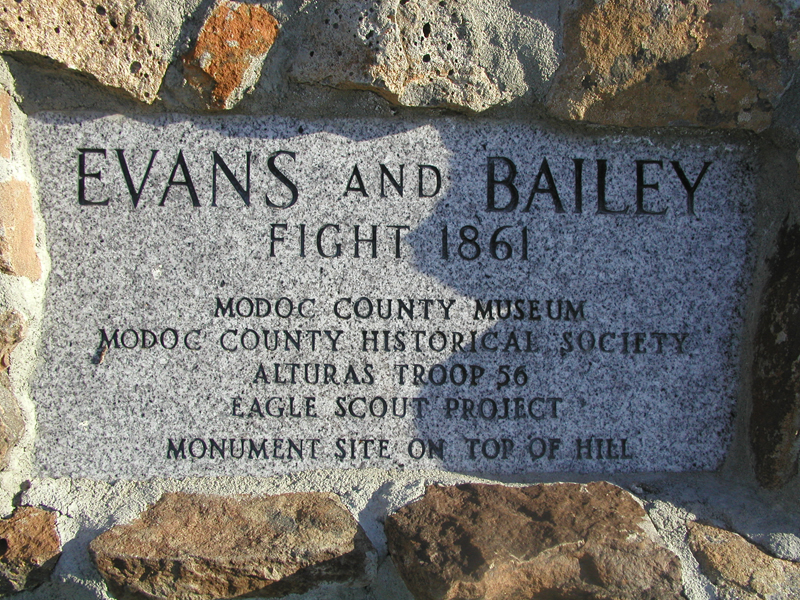 EVANS AND BAILEY
FIGHT 1861
MODOC COUNTY MUSEUM
MODOC COUNTY HISTORICAL SOCIETY
ALTURAS TROOP 56
EAGLE SCOUT PROJECT
MONUMENT SITE ON TOP OF HILL